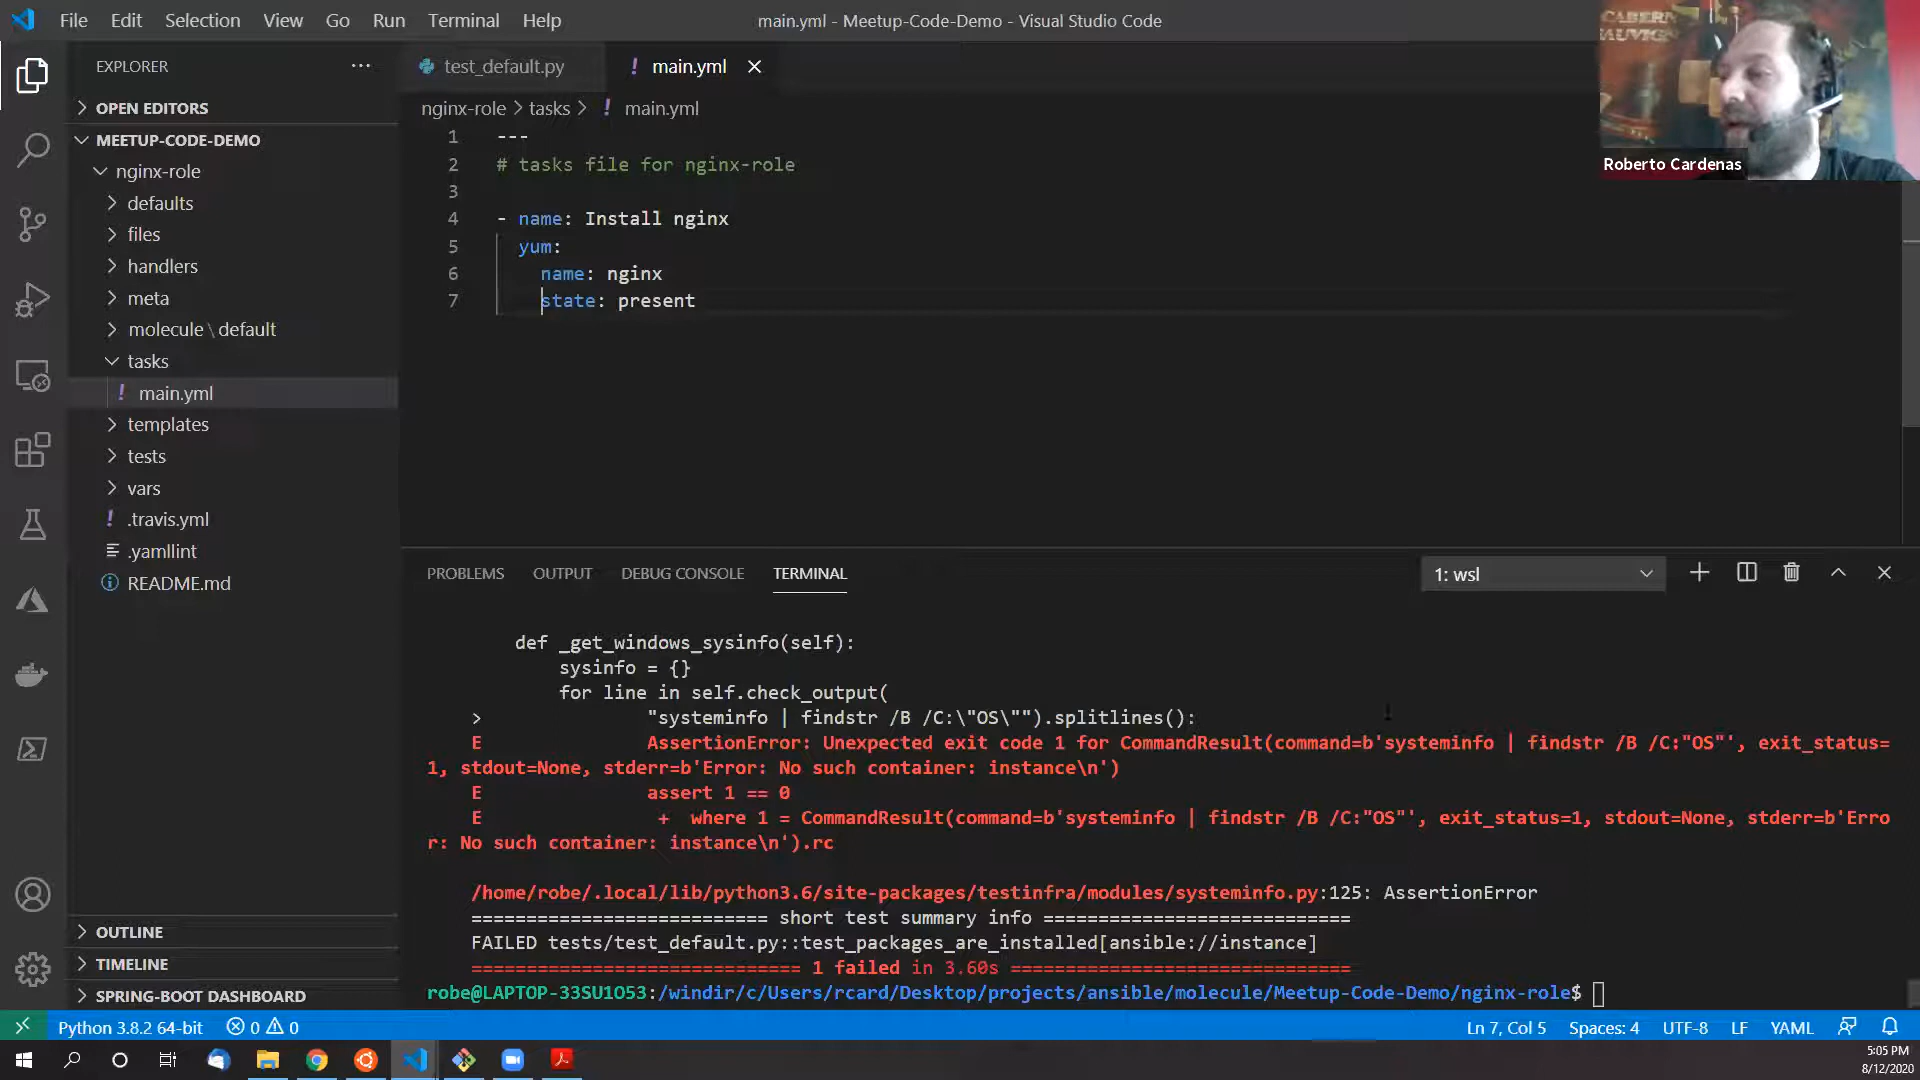 File Edit Selection View Go Run Terminal Help
main.yml - Meetup-Code-Demo - Visual Studio Code
CABERN
AUVIG
Roberto Cardenas
EXPLORER
OPEN EDITORS
MEETUP-CODE-DEMO
nginx-role
defaults
files
handlers
meta
molecule \ default
tasks
! main.yml
templates
tests
vars
! .travis.yml
.yamllint
README.md
OUTLINE
TIMELINE
SPRING-BOOT DASHBOARD
test_default.py
! main.yml
nginx-role > tasks > ! main.yml
1 ---
2 # tasks file for nginx-role
3
4 - name: Install nginx
5 yum:
6 name: nginx
7 state: present
PROBLEMS OUTPUT DEBUG CONSOLE TERMINAL
1: wsl
def _get_windows_sysinfo(self):
sysinfo = {}
for line in self.check_output(
> "systeminfo | findstr /B /C:\"OS\"").splitlines():
E AssertionError: Unexpected exit code 1 for CommandResult(command=b'systeminfo | findstr /B /C:"OS"', exit_status=
1, stdout=None, stderr=b'Error: No such container: instance\n')
E assert 1 == 0
E + where 1 = CommandResult(command=b'systeminfo | findstr /B /C:"OS"', exit_status=1, stdout=None, stderr=b'Erro
r: No such container: instance\n').rc
/home/robe/.local/lib/python3.6/site-packages/testinfra/modules/systeminfo.py:125: AssertionError
=========================== short test summary info ============================
FAILED tests/test_default.py::test_packages_are_installed[ansible://instance]
============================== 1 failed in 3.60s ===============================
robe@LAPTOP-33SU1O53:/windir/c/Users/rcard/Desktop/projects/ansible/molecule/Meetup-Code-Demo/nginx-role$
Python 3.8.2 64-bit 0 0
Ln 7, Col 5 Spaces: 4 UTF-8 LF YAML
5:05 PM
8/12/2020